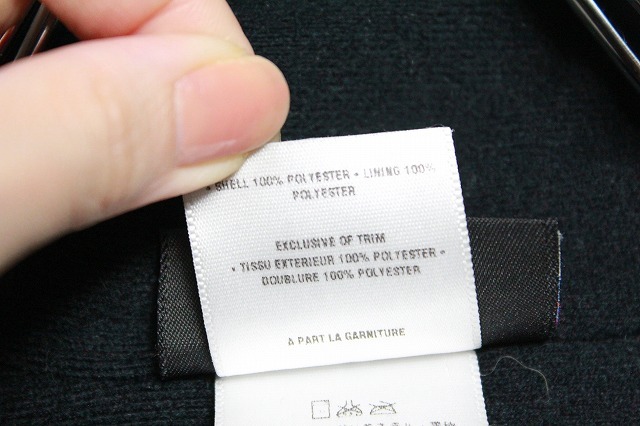 • SHELL 100% POLYESTER • LINING 100%
POLYESTER
EXCLUSIVE OF TRIM
• TISSU EXTERIEUR 100% POLYESTER •
DOUBLURE 100% POLYESTER
A PART LA GARNITURE